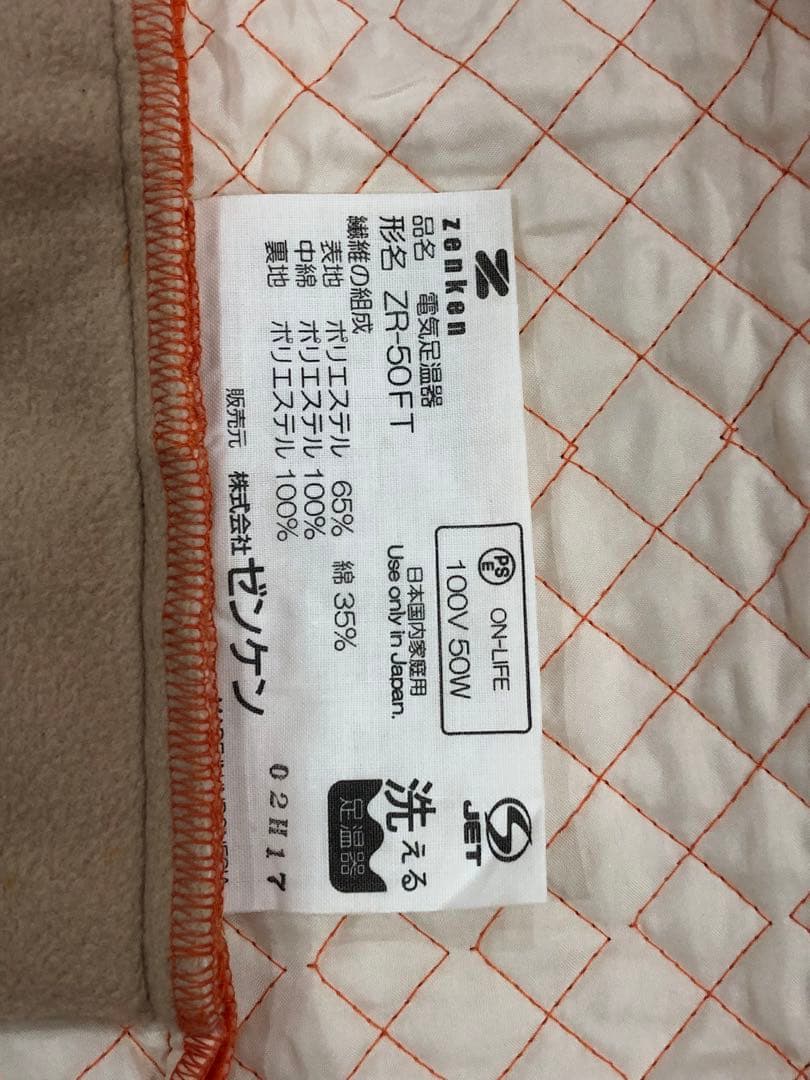 zenken
品名 電気足温器
形名 ZR-50FT
繊維の組成
表地 ポリエステル 65% 綿 35%
中綿 ポリエステル 100%
裏地 ポリエステル 100%
販売元 株式会社ゼンケン
PS
E
ON-LIFE
100V 50W
日本国内家庭用
Use only in Japan.
S
JET
洗える
足温器
02H17